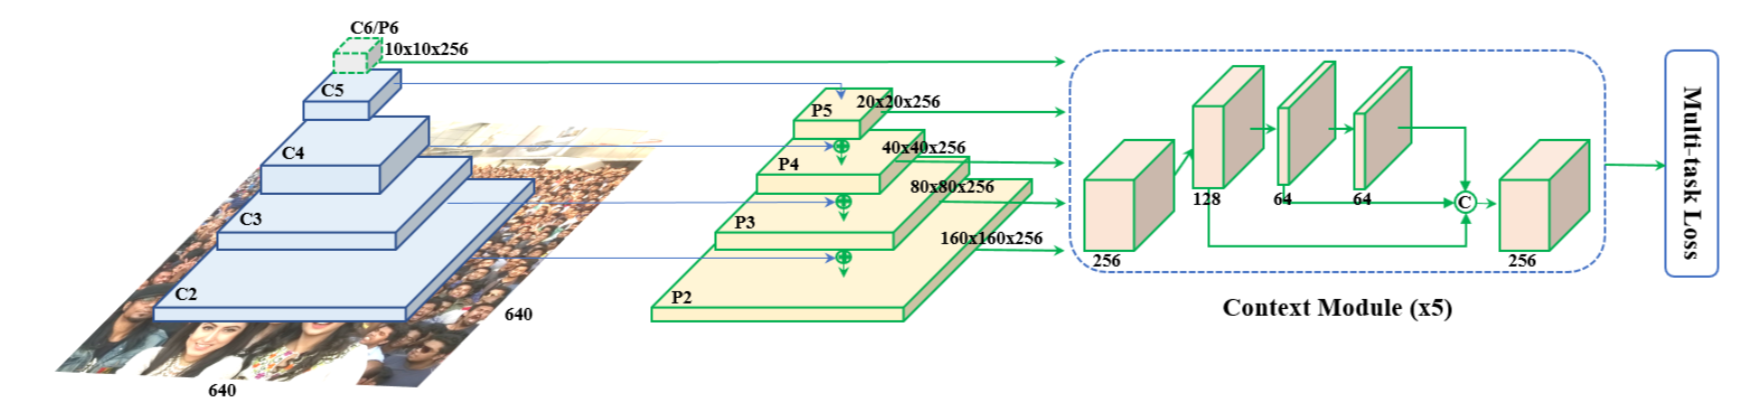 C6/P6
10x10x256
C5
C4
C3
C2
640
640
P5
20x20x256
P4
40x40x256
P3
80x80x256
P2
160x160x256
256
128
64
64
C
256
Context Module (x5)
Multi-task Loss